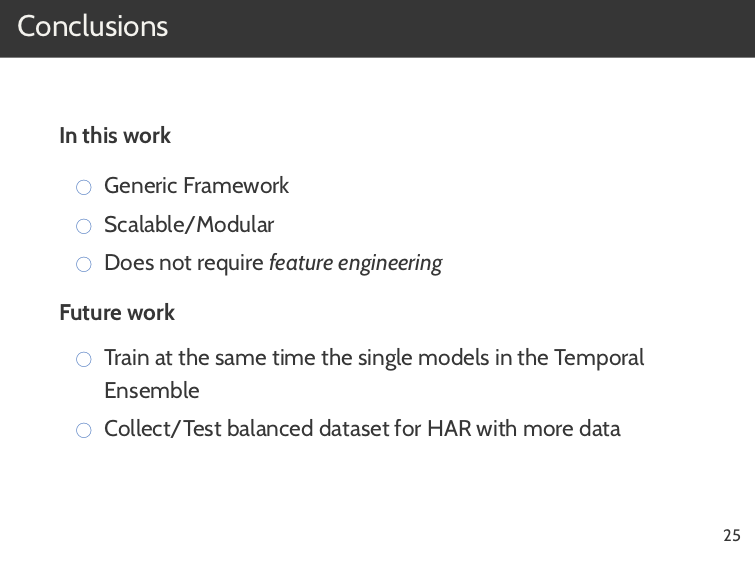 Conclusions
In this work
Generic Framework
Scalable/Modular
Does not require feature engineering
Future work
Train at the same time the single models in the Temporal
Ensemble
Collect/Test balanced dataset for HAR with more data
25